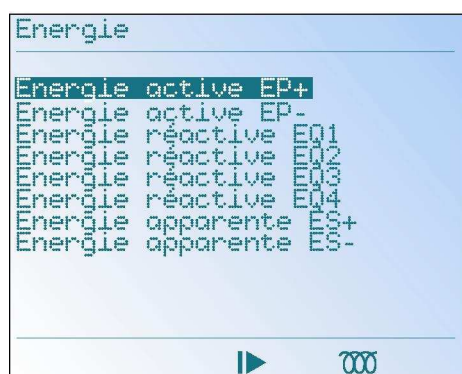 Energie
Energie active EP+
Energie active EP-
Energie réactive EQ1
Energie réactive EQ2
Energie réactive EQ3
Energie réactive EQ4
Energie apparente ES+
Energie apparente ES-